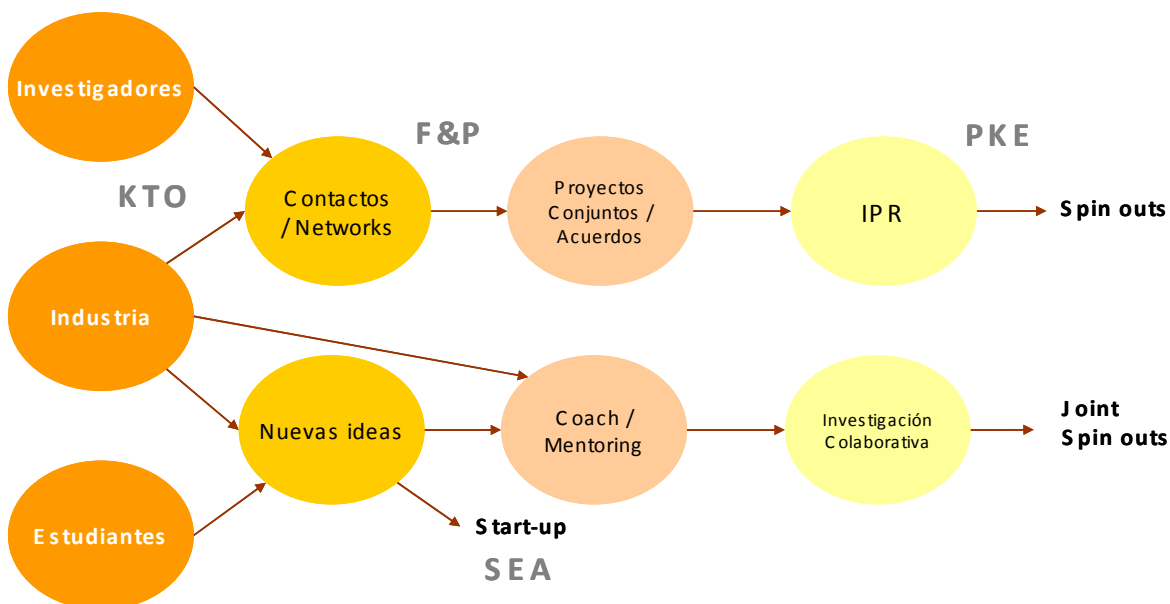 Investigadores
F&P
PKE
KTO
Contactos
/ Networks
Proyectos
Conjuntos /
Acuerdos
IPR
Spin outs
Industria
Nuevas ideas
Coach /
Mentoring
Investigación
Colaborativa
Joint
Spin outs
Estudiantes
Start-up
SEA